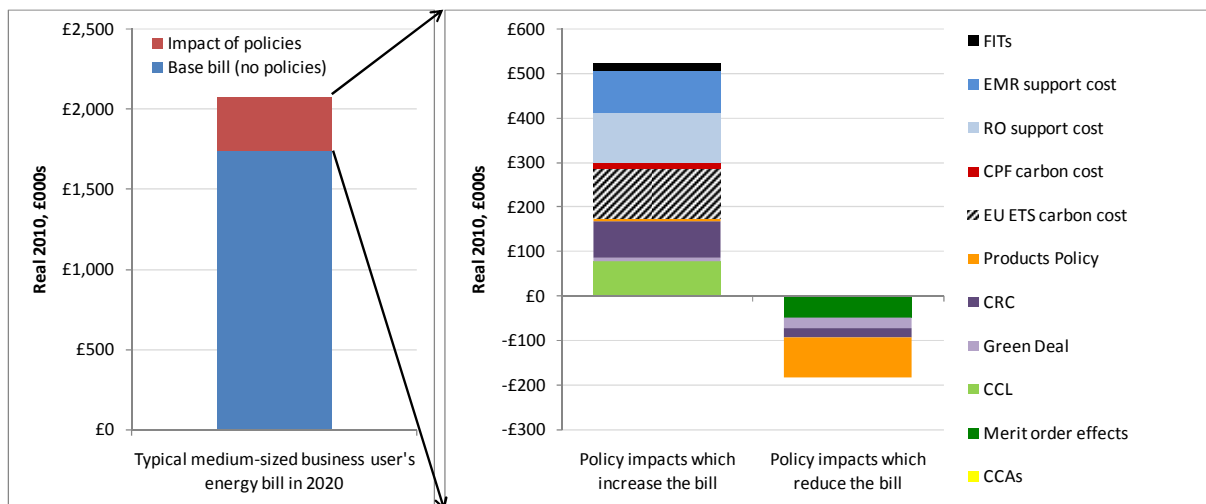 £2,500
£2,000
£1,500
£1,000
£500
£0
Real 2010, £000s
Impact of policies
Base bill (no policies)
Typical medium-sized business user's
energy bill in 2020
£600
£500
£400
£300
£200
£100
£0
-£100
-£200
-£300
Real 2010, £000s
Policy impacts which
increase the bill
Policy impacts which
reduce the bill
FITs
EMR support cost
RO support cost
CPF carbon cost
EU ETS carbon cost
Products Policy
CRC
Green Deal
CCL
Merit order effects
CCAs